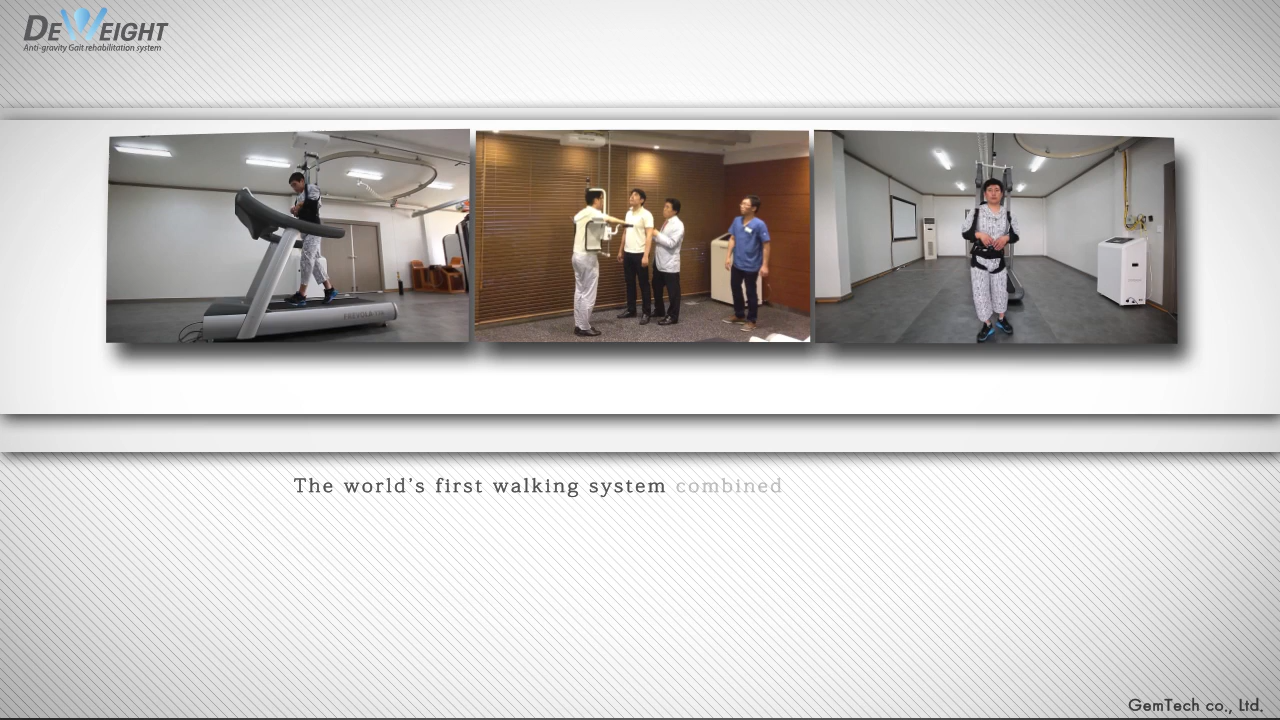 DEWEIGHT
Anti-gravity Gait rehabilitation system
The world's first walking system combined
GemTech co., Ltd.